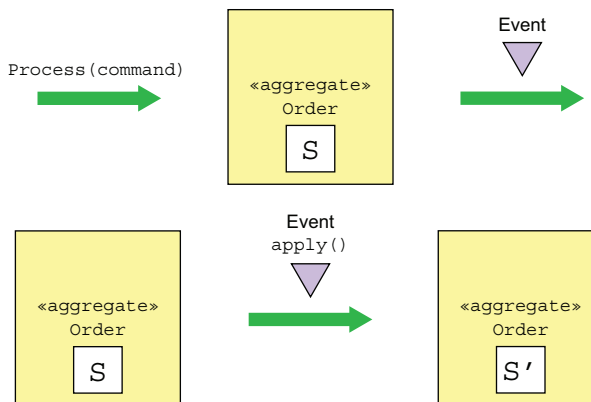 Event
Process(command)
«aggregate»
Order
S
Event
apply()
«aggregate»
Order
S
«aggregate»
Order
S'